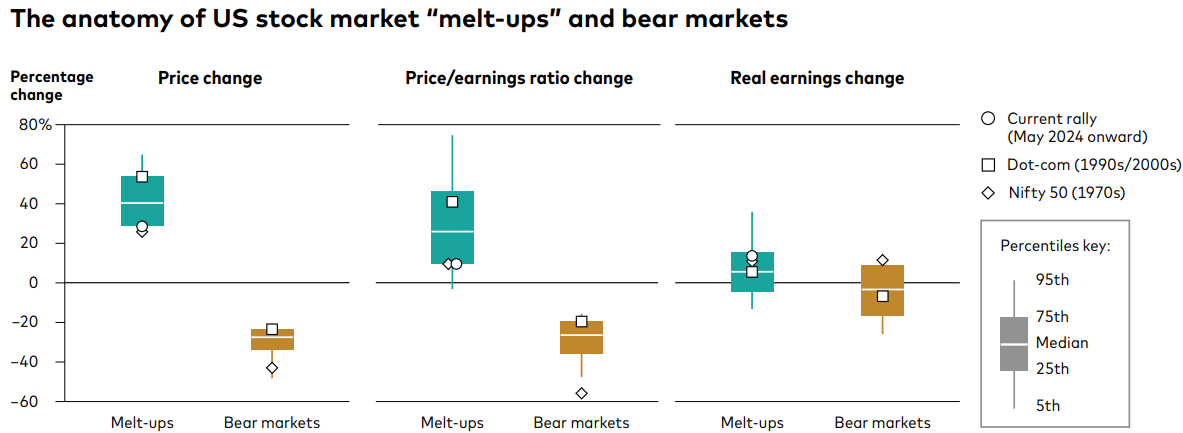 The anatomy of US stock market “melt-ups” and bear markets
Percentage
change
Price change
Price/earnings ratio change
Real earnings change
80%
60
40
20
0
–20
–40
–60
Melt-ups
Bear markets
Melt-ups
Bear markets
Melt-ups
Bear markets
Current rally
(May 2024 onward)
Dot-com (1990s/2000s)
Nifty 50 (1970s)
Percentiles key:
95th
75th
Median
25th
5th